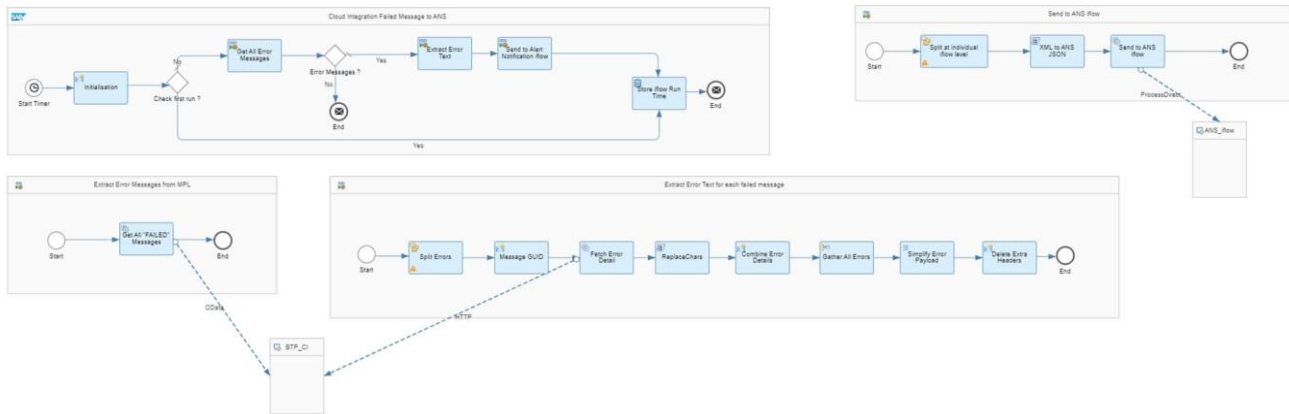 SAP
Cloud Integration Failed Message to ANS
Start Timer
Initialisation
Check first run ?
No
Get All Error
Messages
Error Messages ?
Yes
No
End
Extract Error
Text
Send to Alert
Notification iflow
Store iflow Run
Time
End
Yes
Send to ANS iflow
Start
Split at individual
iflow level
XML to ANS
JSON
Send to ANS
iflow
End
ProcessDirect
ANS_iflow
Extract Error Messages from MPL
Start
Get All "FAILED"
Messages
End
OData
Extract Error Text for each failed message
Start
Split Errors
Message GUID
Fetch Error
Detail
ReplaceChars
Combine Error
Details
Gather All Errors
Simplify Error
Payload
Delete Extra
Headers
End
HTTP
BTP_CI